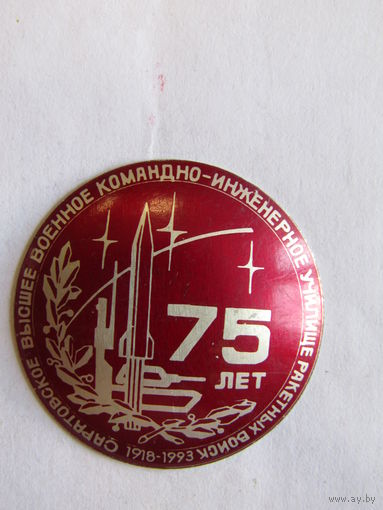 САРАТОВСКОЕ ВЫСШЕЕ ВОЕННОЕ КОМАНДНО-ИНЖЕНЕРНОЕ УЧИЛИЩЕ РАКЕТНЫХ ВОЙСК
75
ЛЕТ
1918-1993
www.ay.by